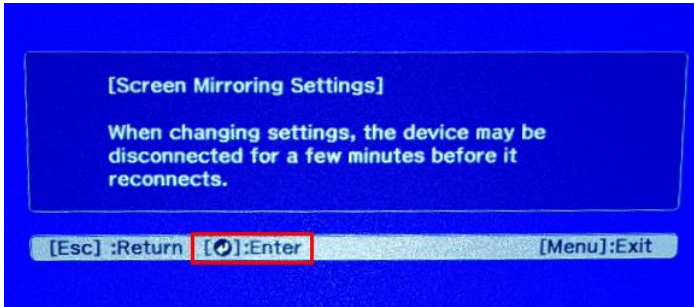 [Screen Mirroring Settings]
When changing settings, the device may be
disconnected for a few minutes before it
reconnects.
[Esc] :Return [⏎]:Enter [Menu]:Exit